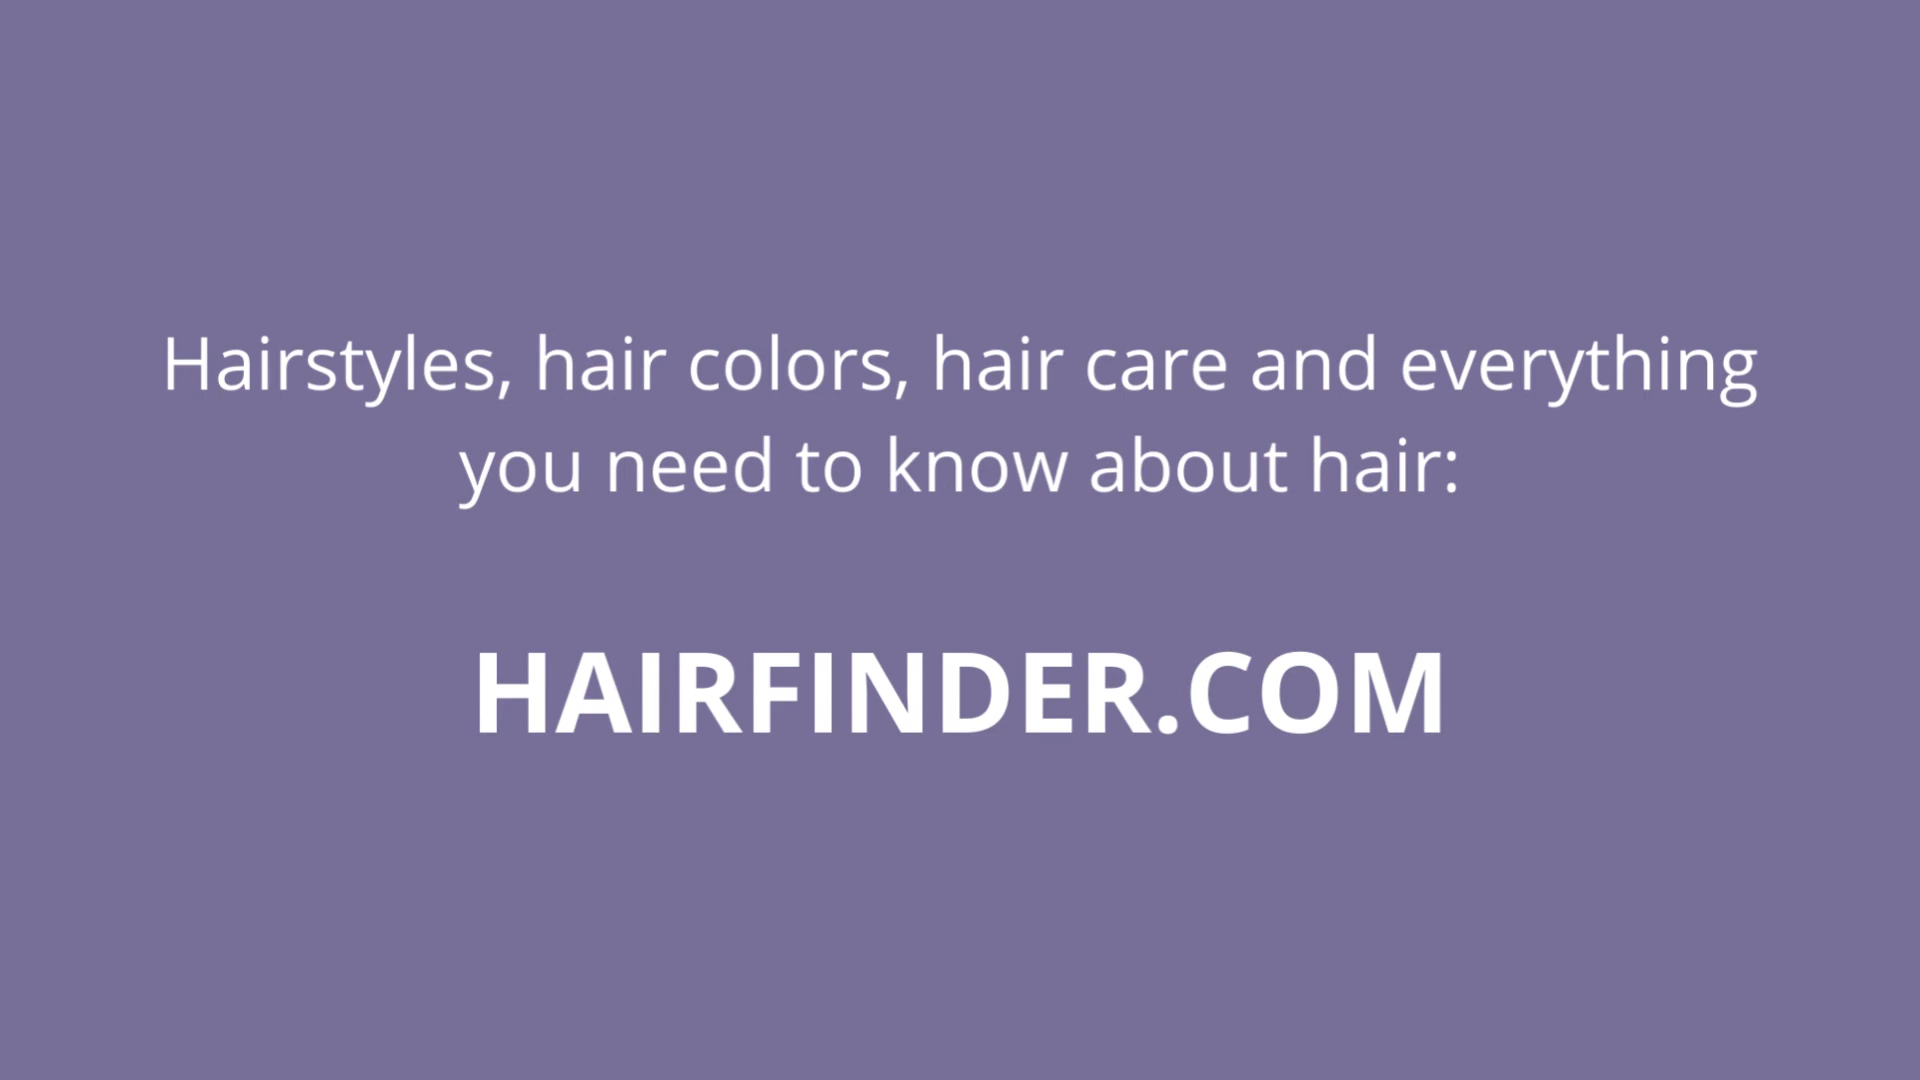 Hairstyles, hair colors, hair care and everything
you need to know about hair:
HAIRFINDER.COM